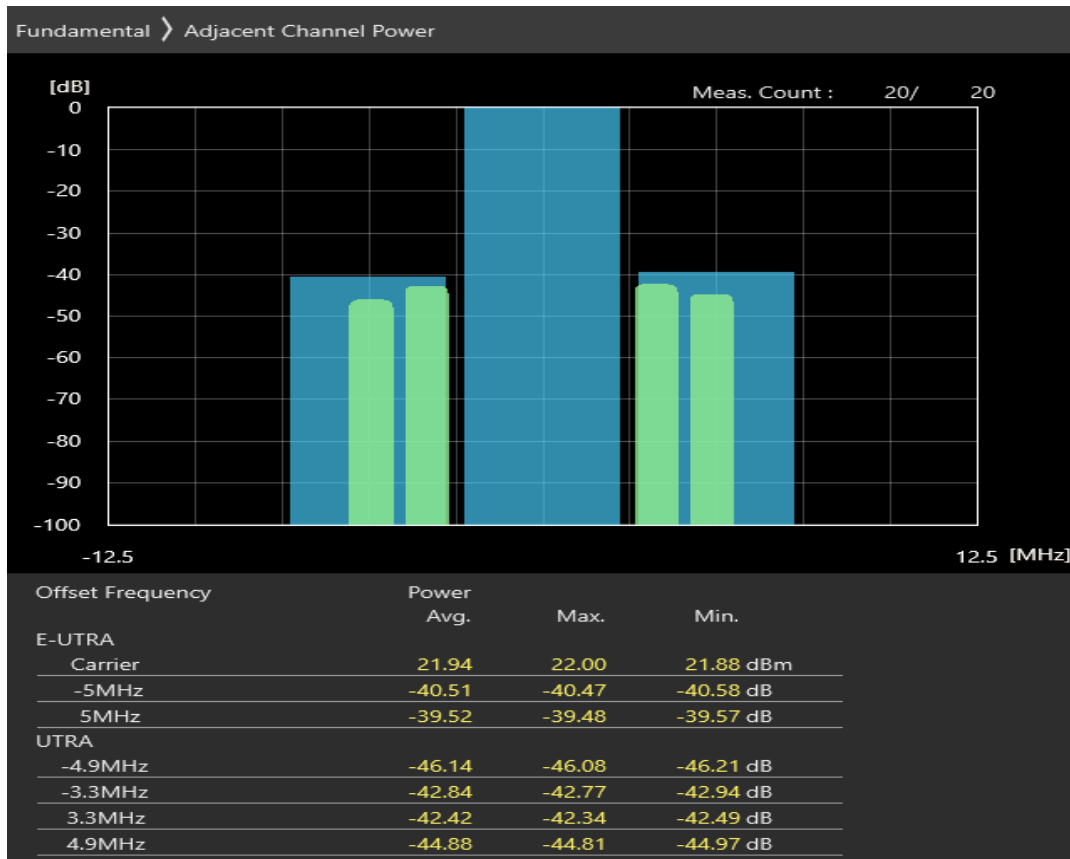 Fundamental ❯ Adjacent Channel Power
[dB]
Meas. Count : 20/ 20
0
-10
-20
-30
-40
-50
-60
-70
-80
-90
-100
-12.5 12.5 [MHz]
Offset Frequency Power
Avg. Max. Min.
E-UTRA
Carrier 21.94 22.00 21.88 dBm
-5MHz -40.51 -40.47 -40.58 dB
5MHz -39.52 -39.48 -39.57 dB
UTRA
-4.9MHz -46.14 -46.08 -46.21 dB
-3.3MHz -42.84 -42.77 -42.94 dB
3.3MHz -42.42 -42.34 -42.49 dB
4.9MHz -44.88 -44.81 -44.97 dB